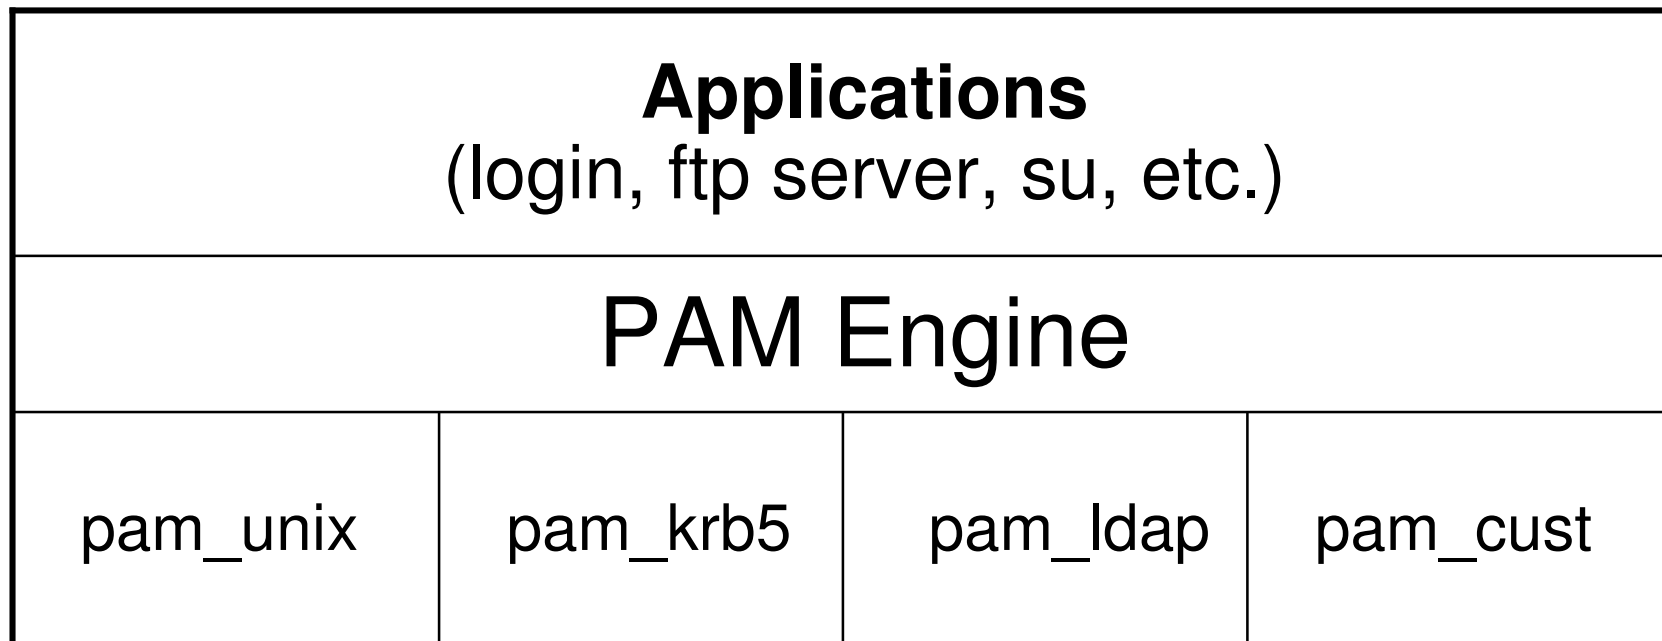 Applications
(login, ftp server, su, etc.)
PAM Engine
pam_unix pam_krb5 pam_ldap pam_cust